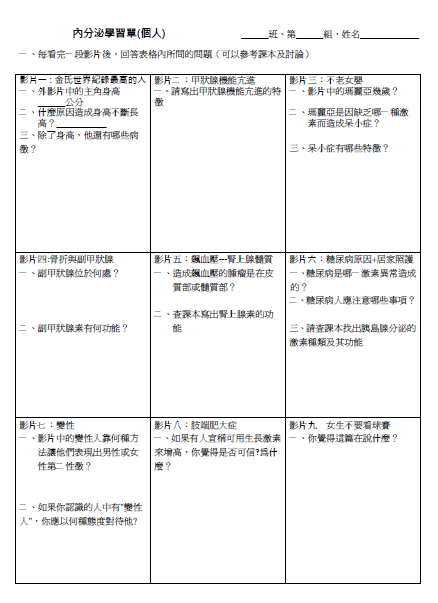 內分泌學習單(個人)　　　　　　　　_____班、第_____組，姓名___________
一、每看完一段影片後，回答表格內所問的問題（可以參考課本及討論）
影片一：金氏世界紀錄最高的人
一、外影片中的主角身高
_____公分
二、什麼原因造成身高不斷長
高？__________
三、除了身高，他還有哪些病
徵？
影片二：甲狀腺機能亢進
一。請寫出甲狀腺機能亢進的特
徵
影片三：不老女嬰
一、影片中的瑪麗亞幾歲？
二、瑪麗亞是因缺乏哪一種激
素而造成呆小症？
三、呆小症有哪些特徵？
影片四:骨折與副甲狀腺
一、副甲狀腺位於何處？
二、副甲狀腺素有何功能？
影片五：飆血壓---腎上腺髓質
一、造成飆血壓的腫瘤是在皮
質部或髓質部？
二、查課本寫出腎上腺素的功
能
影片六：糖尿病原因+居家照護
一、糖尿病是哪一激素異常造成
的？
二、糖尿病人應注意哪些事項？
三、請查課本找出胰島腺分泌的
激素種類及其功能
影片七：變性
一、影片中的變性人靠何種方
法讓他們表現出男性或女
性第二性徵？
二、如果你認識的人中有"變性
人"，你應以何種態度對待他?
影片八：肢端肥大症
一、如果有人宣稱可用生長激素
來增高，你覺得是否可信?爲什
麼？
影片九　女生不要看球賽
一、你覺得這篇在說什麼？